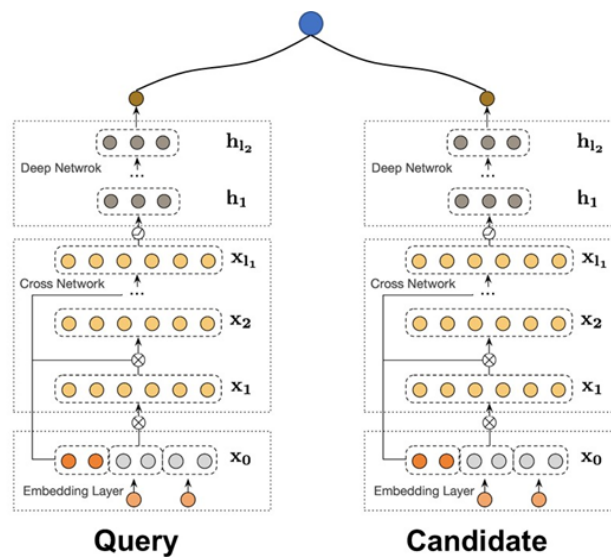 h_{l_2}
Deep Netwrok
...
h_1
x_{l_1}
Cross Network
...
x_2
x_1
x_0
Embedding Layer
Query
h_{l_2}
Deep Netwrok
...
h_1
x_{l_1}
Cross Network
...
x_2
x_1
x_0
Embedding Layer
Candidate